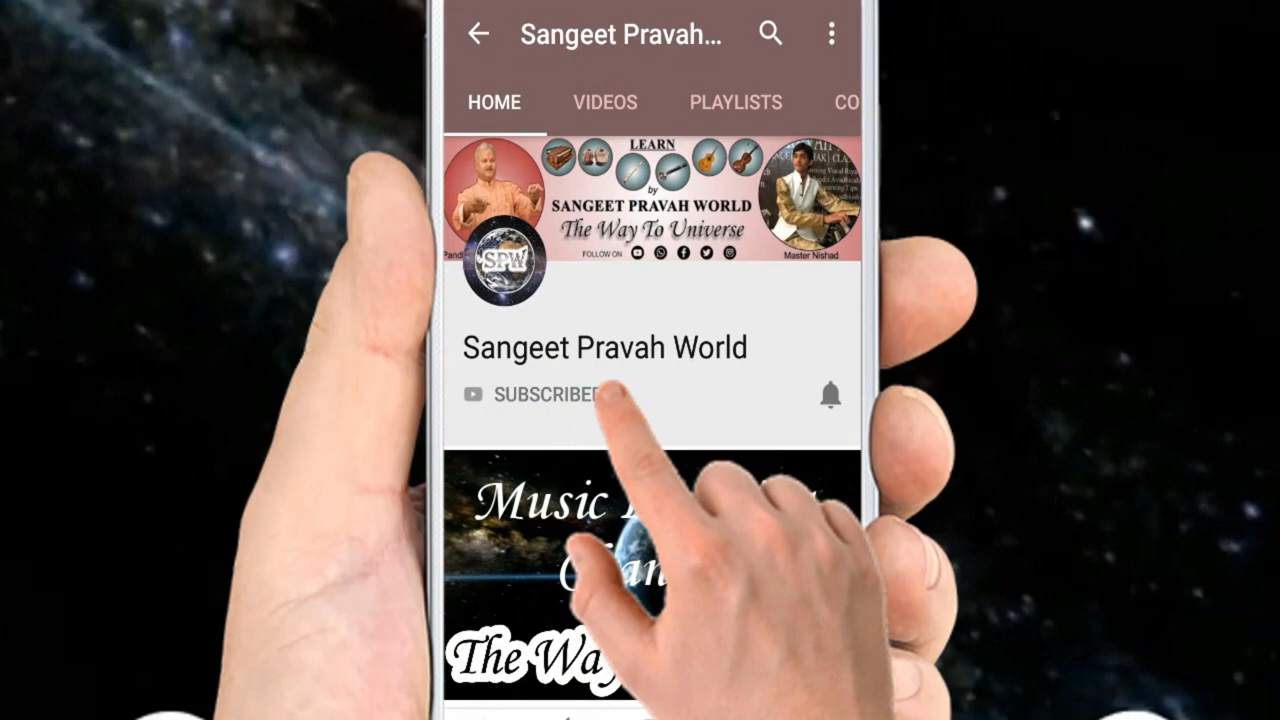 Sangeet Pravah...
HOME VIDEOS PLAYLISTS CO
LEARN
by
SANGEET PRAVAH WORLD
The Way To Universe
FOLLOW ON
Master Nishad
SPW
Sangeet Pravah World
SUBSCRIBED
Music
The Way